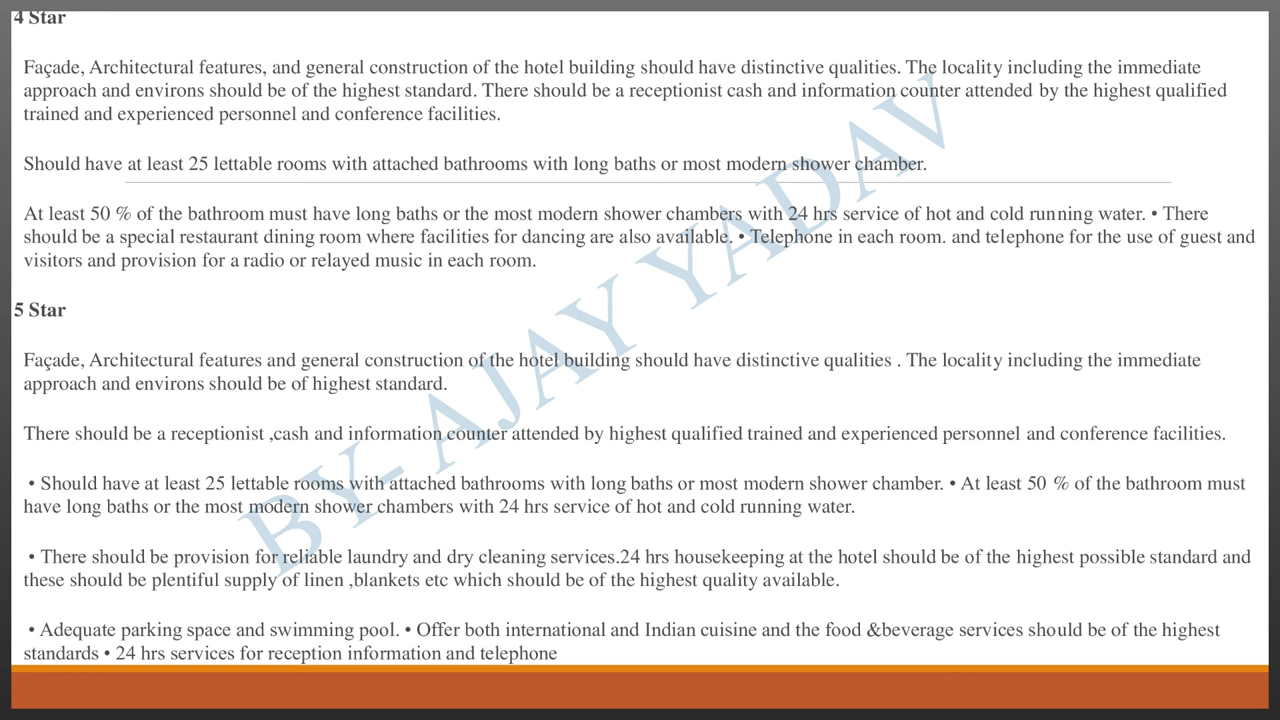 4 Star
Façade, Architectural features, and general construction of the hotel building should have distinctive qualities. The locality including the immediate
approach and environs should be of the highest standard. There should be a receptionist cash and information counter attended by the highest qualified
trained and experienced personnel and conference facilities.
Should have at least 25 lettable rooms with attached bathrooms with long baths or most modern shower chamber.
At least 50 % of the bathroom must have long baths or the most modern shower chambers with 24 hrs service of hot and cold running water. • There
should be a special restaurant dining room where facilities for dancing are also available. • Telephone in each room. and telephone for the use of guest and
visitors and provision for a radio or relayed music in each room.
5 Star
Façade, Architectural features and general construction of the hotel building should have distinctive qualities . The locality including the immediate
approach and environs should be of highest standard.
There should be a receptionist ,cash and information counter attended by highest qualified trained and experienced personnel and conference facilities.
• Should have at least 25 lettable rooms with attached bathrooms with long baths or most modern shower chamber. • At least 50 % of the bathroom must
have long baths or the most modern shower chambers with 24 hrs service of hot and cold running water.
• There should be provision for reliable laundry and dry cleaning services.24 hrs housekeeping at the hotel should be of the highest possible standard and
these should be plentiful supply of linen ,blankets etc which should be of the highest quality available.
• Adequate parking space and swimming pool. • Offer both international and Indian cuisine and the food &beverage services should be of the highest
standards • 24 hrs services for reception information and telephone
BY- AJAY YADAV